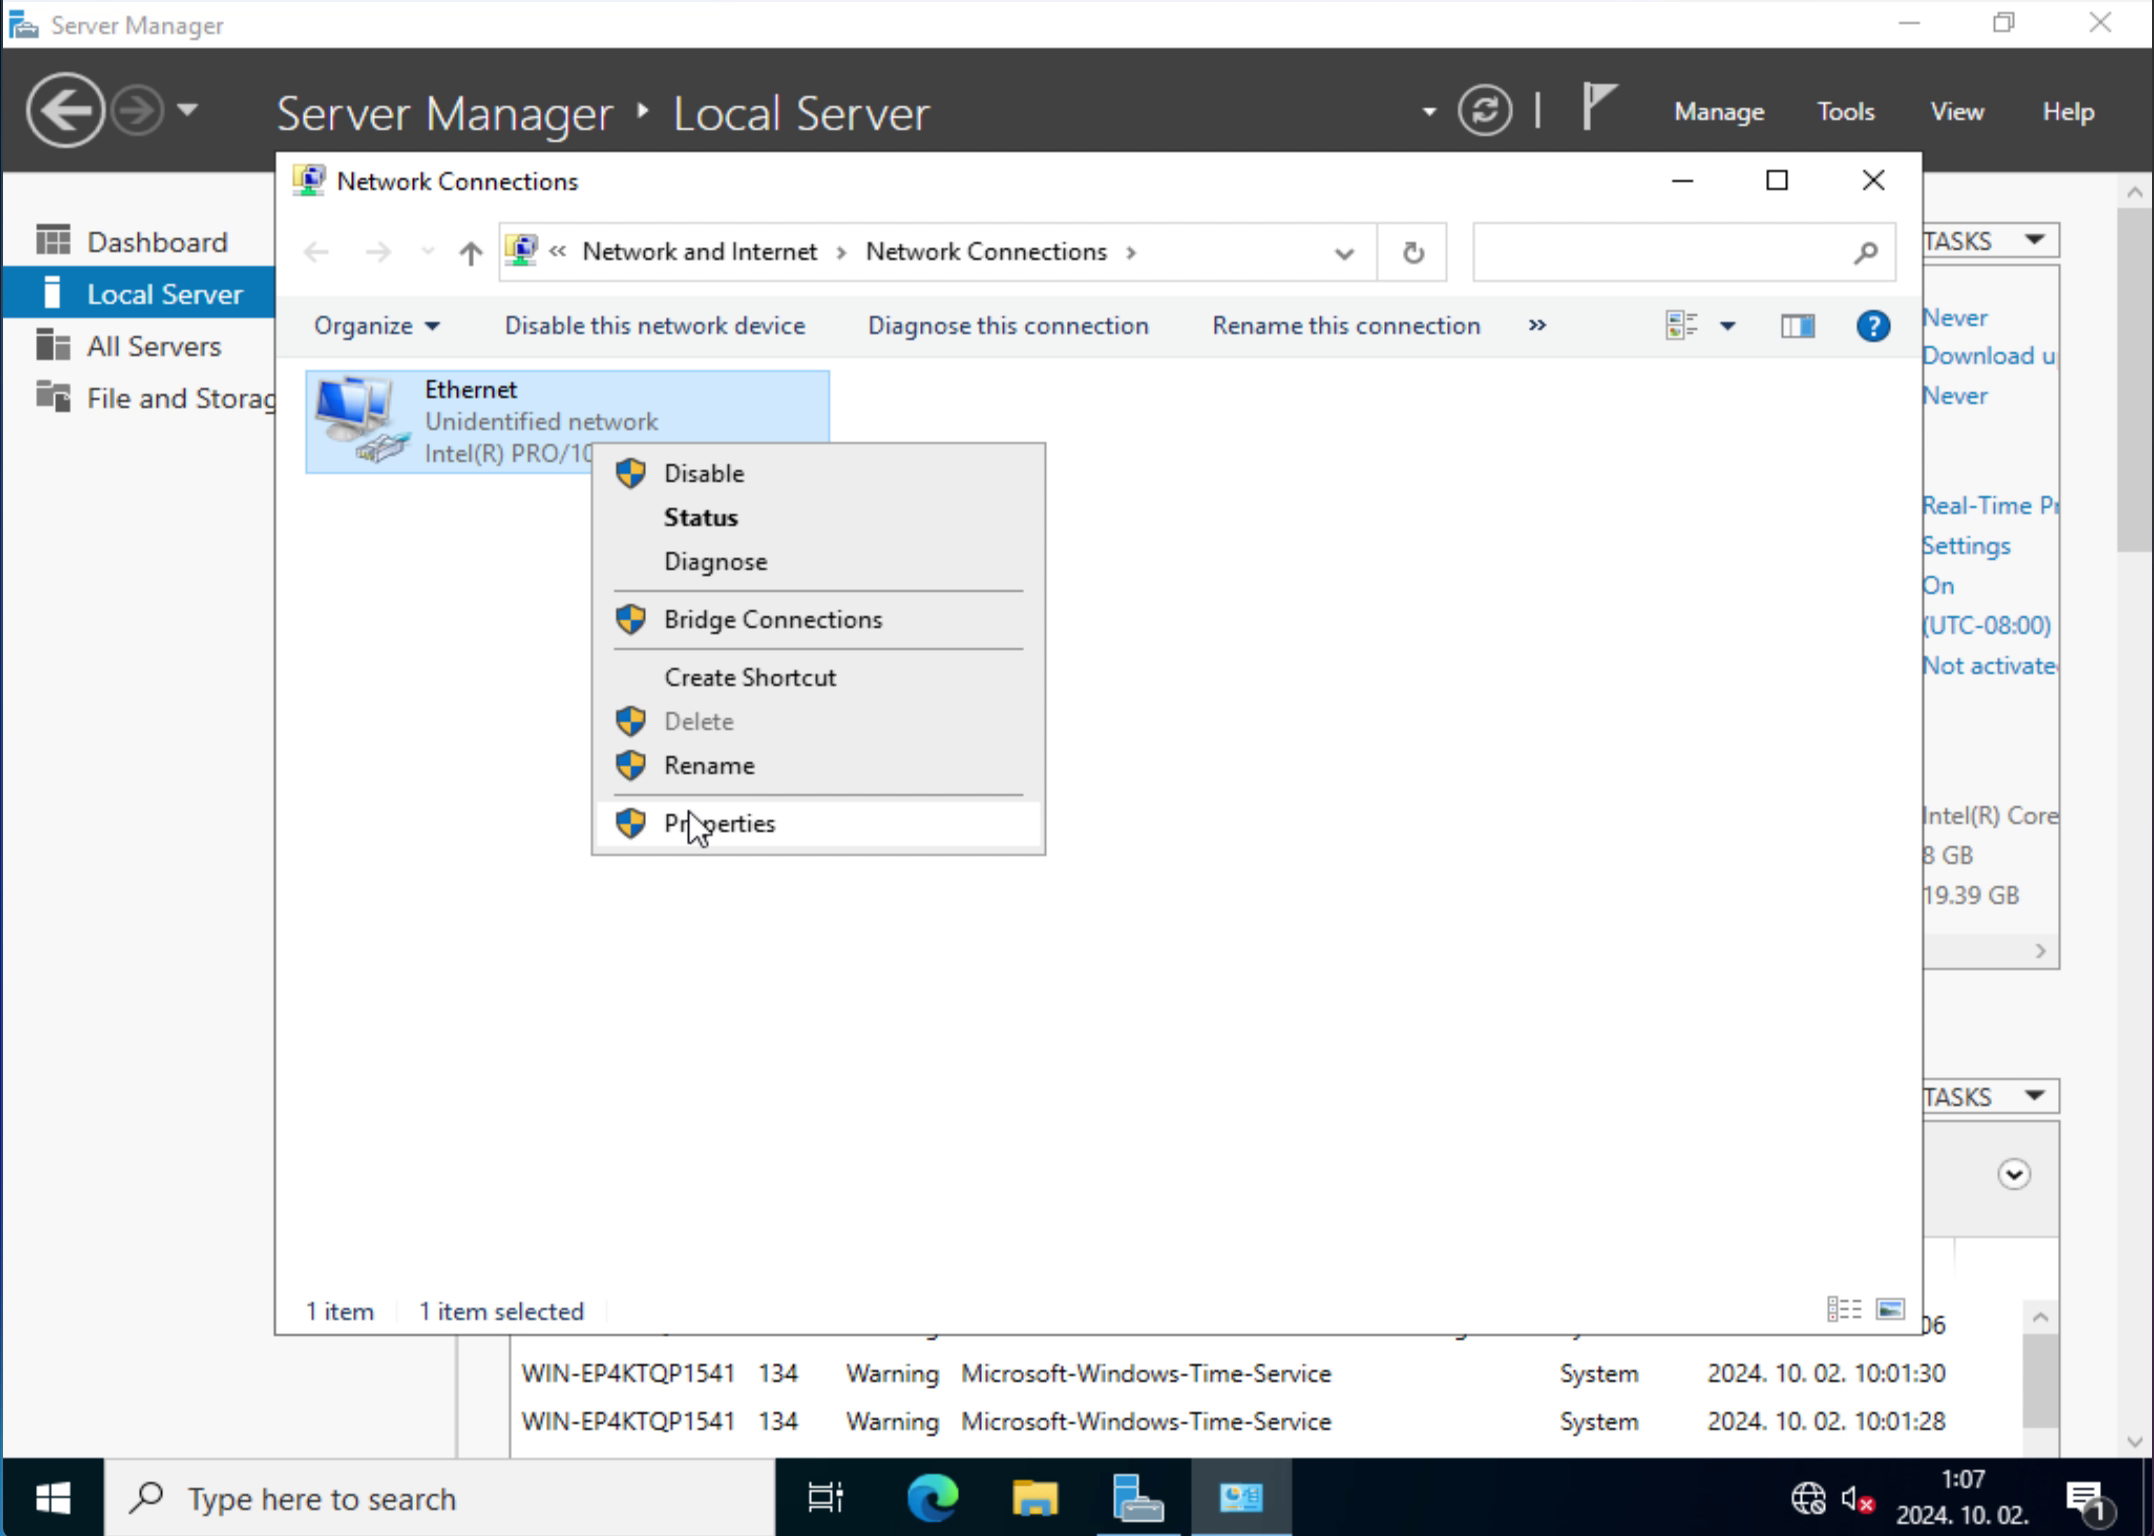 Server Manager
Server Manager ‣ Local Server
Manage Tools View Help
Dashboard
Local Server
All Servers
File and Storag
Network Connections
« Network and Internet › Network Connections ›
Organize Disable this network device Diagnose this connection Rename this connection »
Ethernet
Unidentified network
Intel(R) PRO/10
Disable
Status
Diagnose
Bridge Connections
Create Shortcut
Delete
Rename
Properties
1 item 1 item selected
TASKS
Never
Download u
Never
Real-Time Pr
Settings
On
(UTC-08:00)
Not activate
Intel(R) Core
8 GB
19.39 GB
TASKS
06
WIN-EP4KTQP1541 134 Warning Microsoft-Windows-Time-Service System 2024. 10. 02. 10:01:30
WIN-EP4KTQP1541 134 Warning Microsoft-Windows-Time-Service System 2024. 10. 02. 10:01:28
Type here to search
1:07
2024. 10. 02.
1